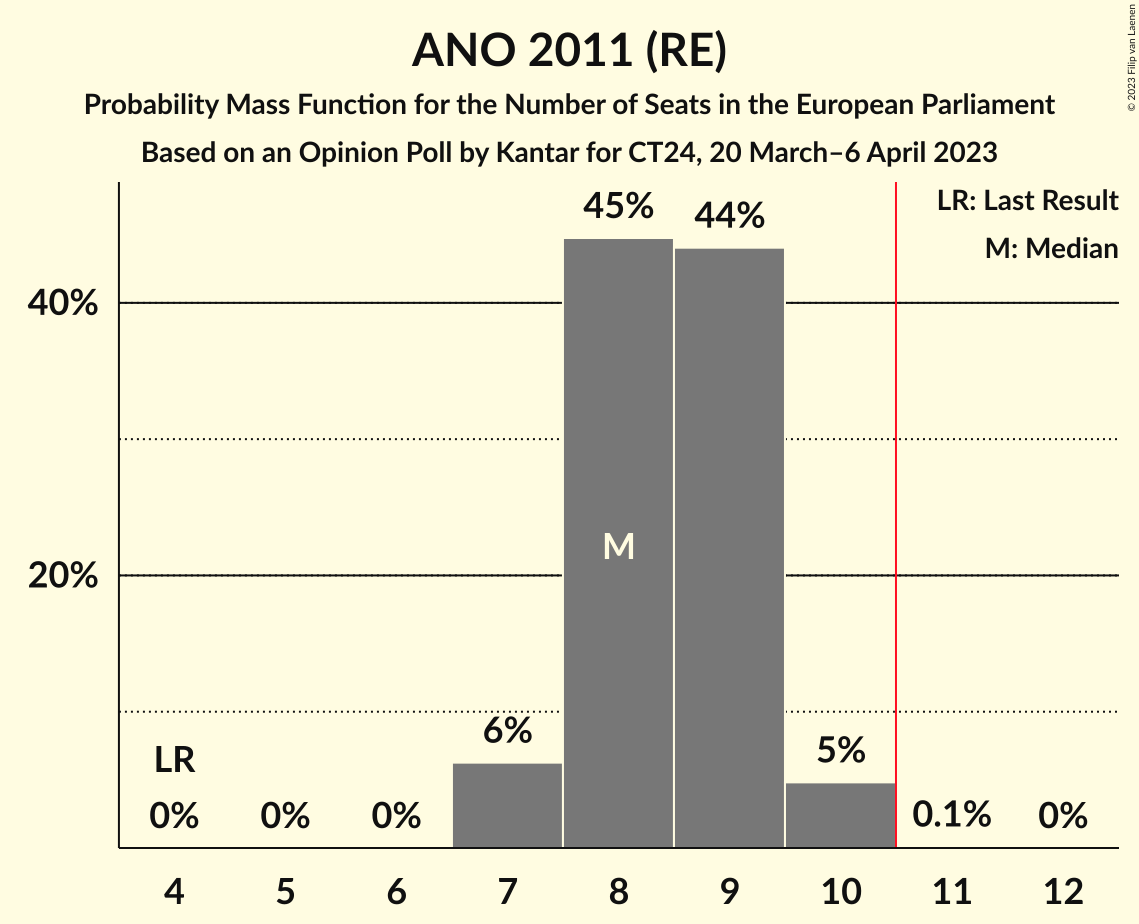 ANO 2011 (RE)
Probability Mass Function for the Number of Seats in the European Parliament
Based on an Opinion Poll by Kantar for CT24, 20 March–6 April 2023
© 2023 Filip van Laenen
LR: Last Result
M: Median
45%
44%
40%
M
20%
6%
5%
LR
0%
0%
0%
0.1%
0%
4
5
6
7
8
9
10
11
12